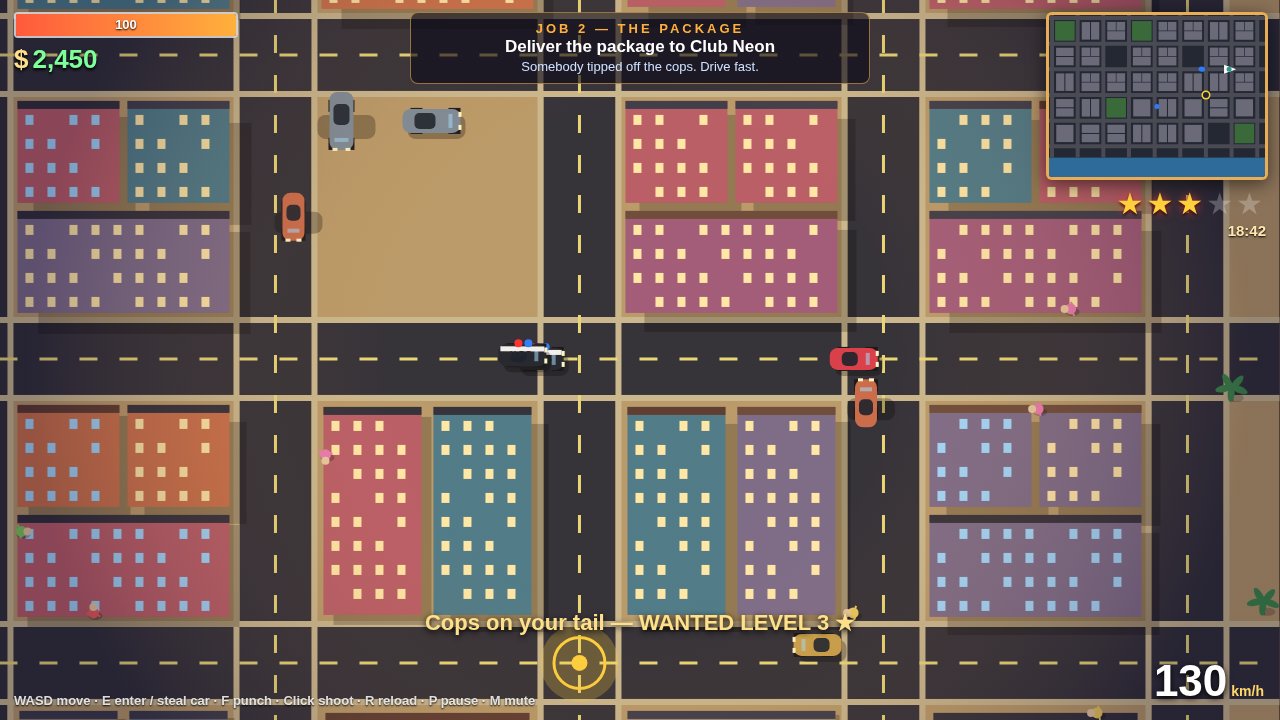 100
$ 2,450
JOB 2 — THE PACKAGE
Deliver the package to Club Neon
Somebody tipped off the cops. Drive fast.
18:42
Cops on your tail — WANTED LEVEL 3 ★
130 km/h
WASD move · E enter / steal car · F punch · Click shoot · R reload · P pause · M mute